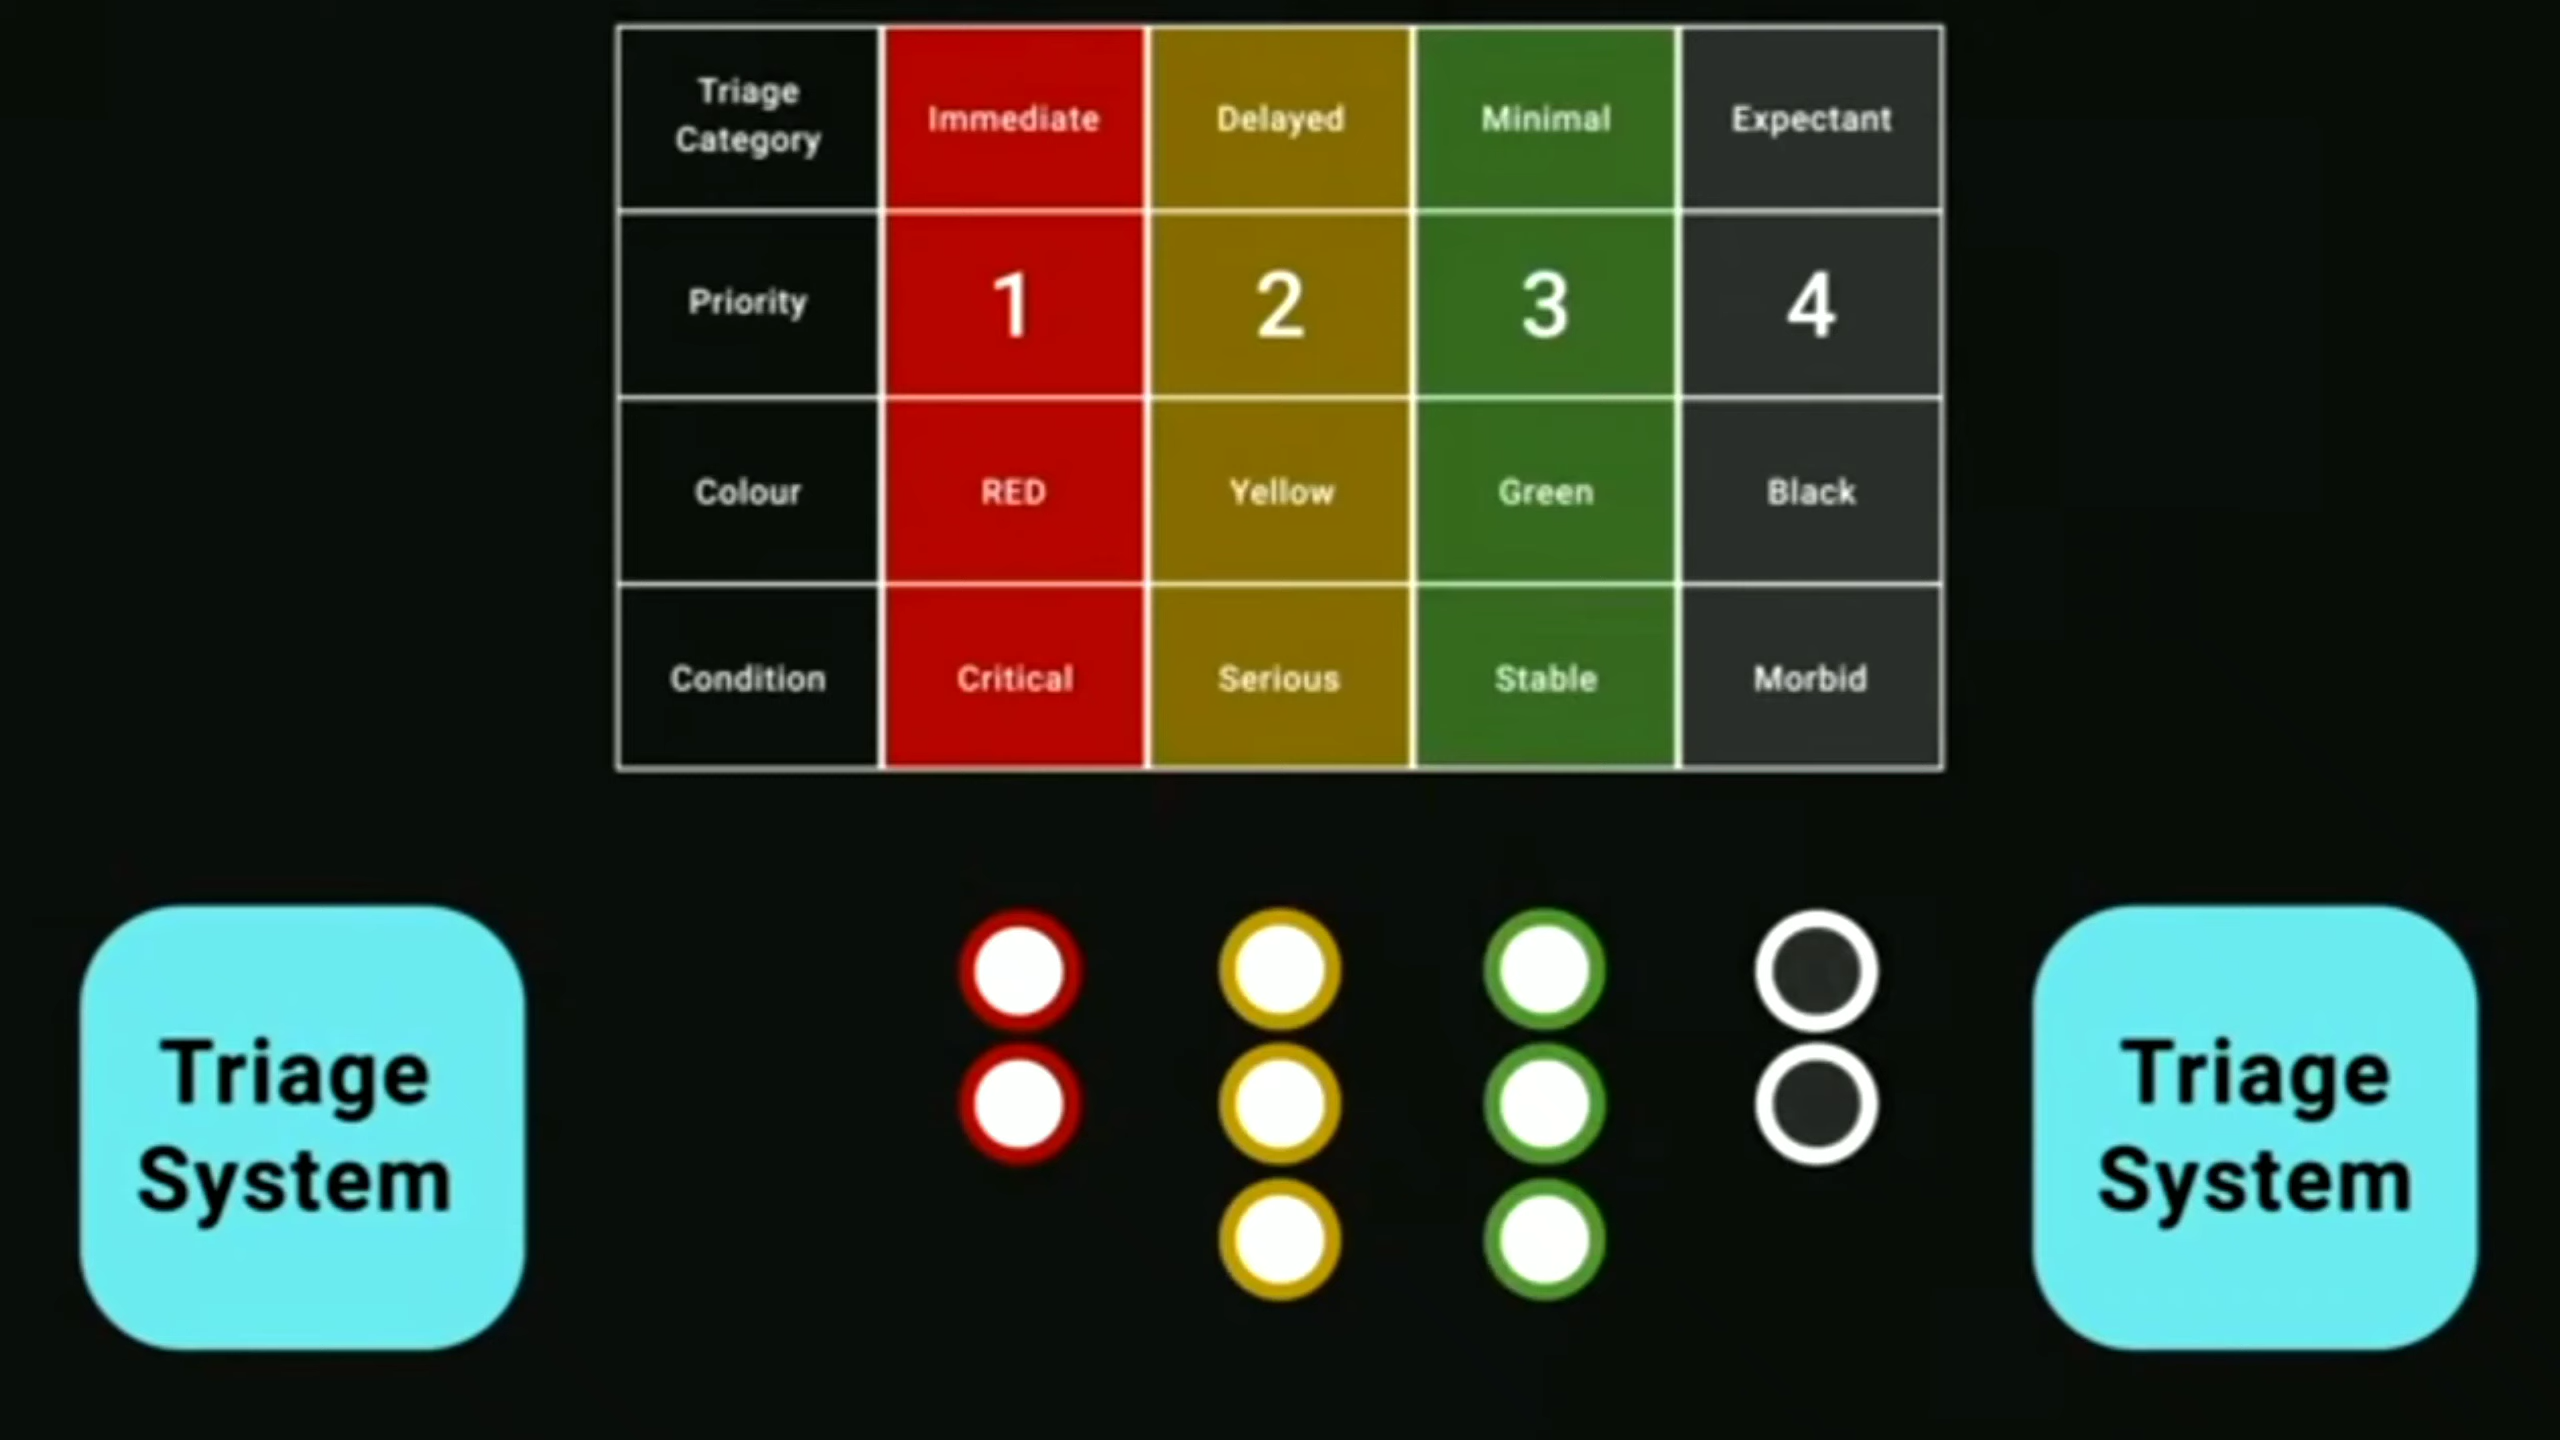 Triage
Category
Immediate
Delayed
Minimal
Expectant
Priority
1
2
3
4
Colour
RED
Yellow
Green
Black
Condition
Critical
Serious
Stable
Morbid
Triage
System
Triage
System